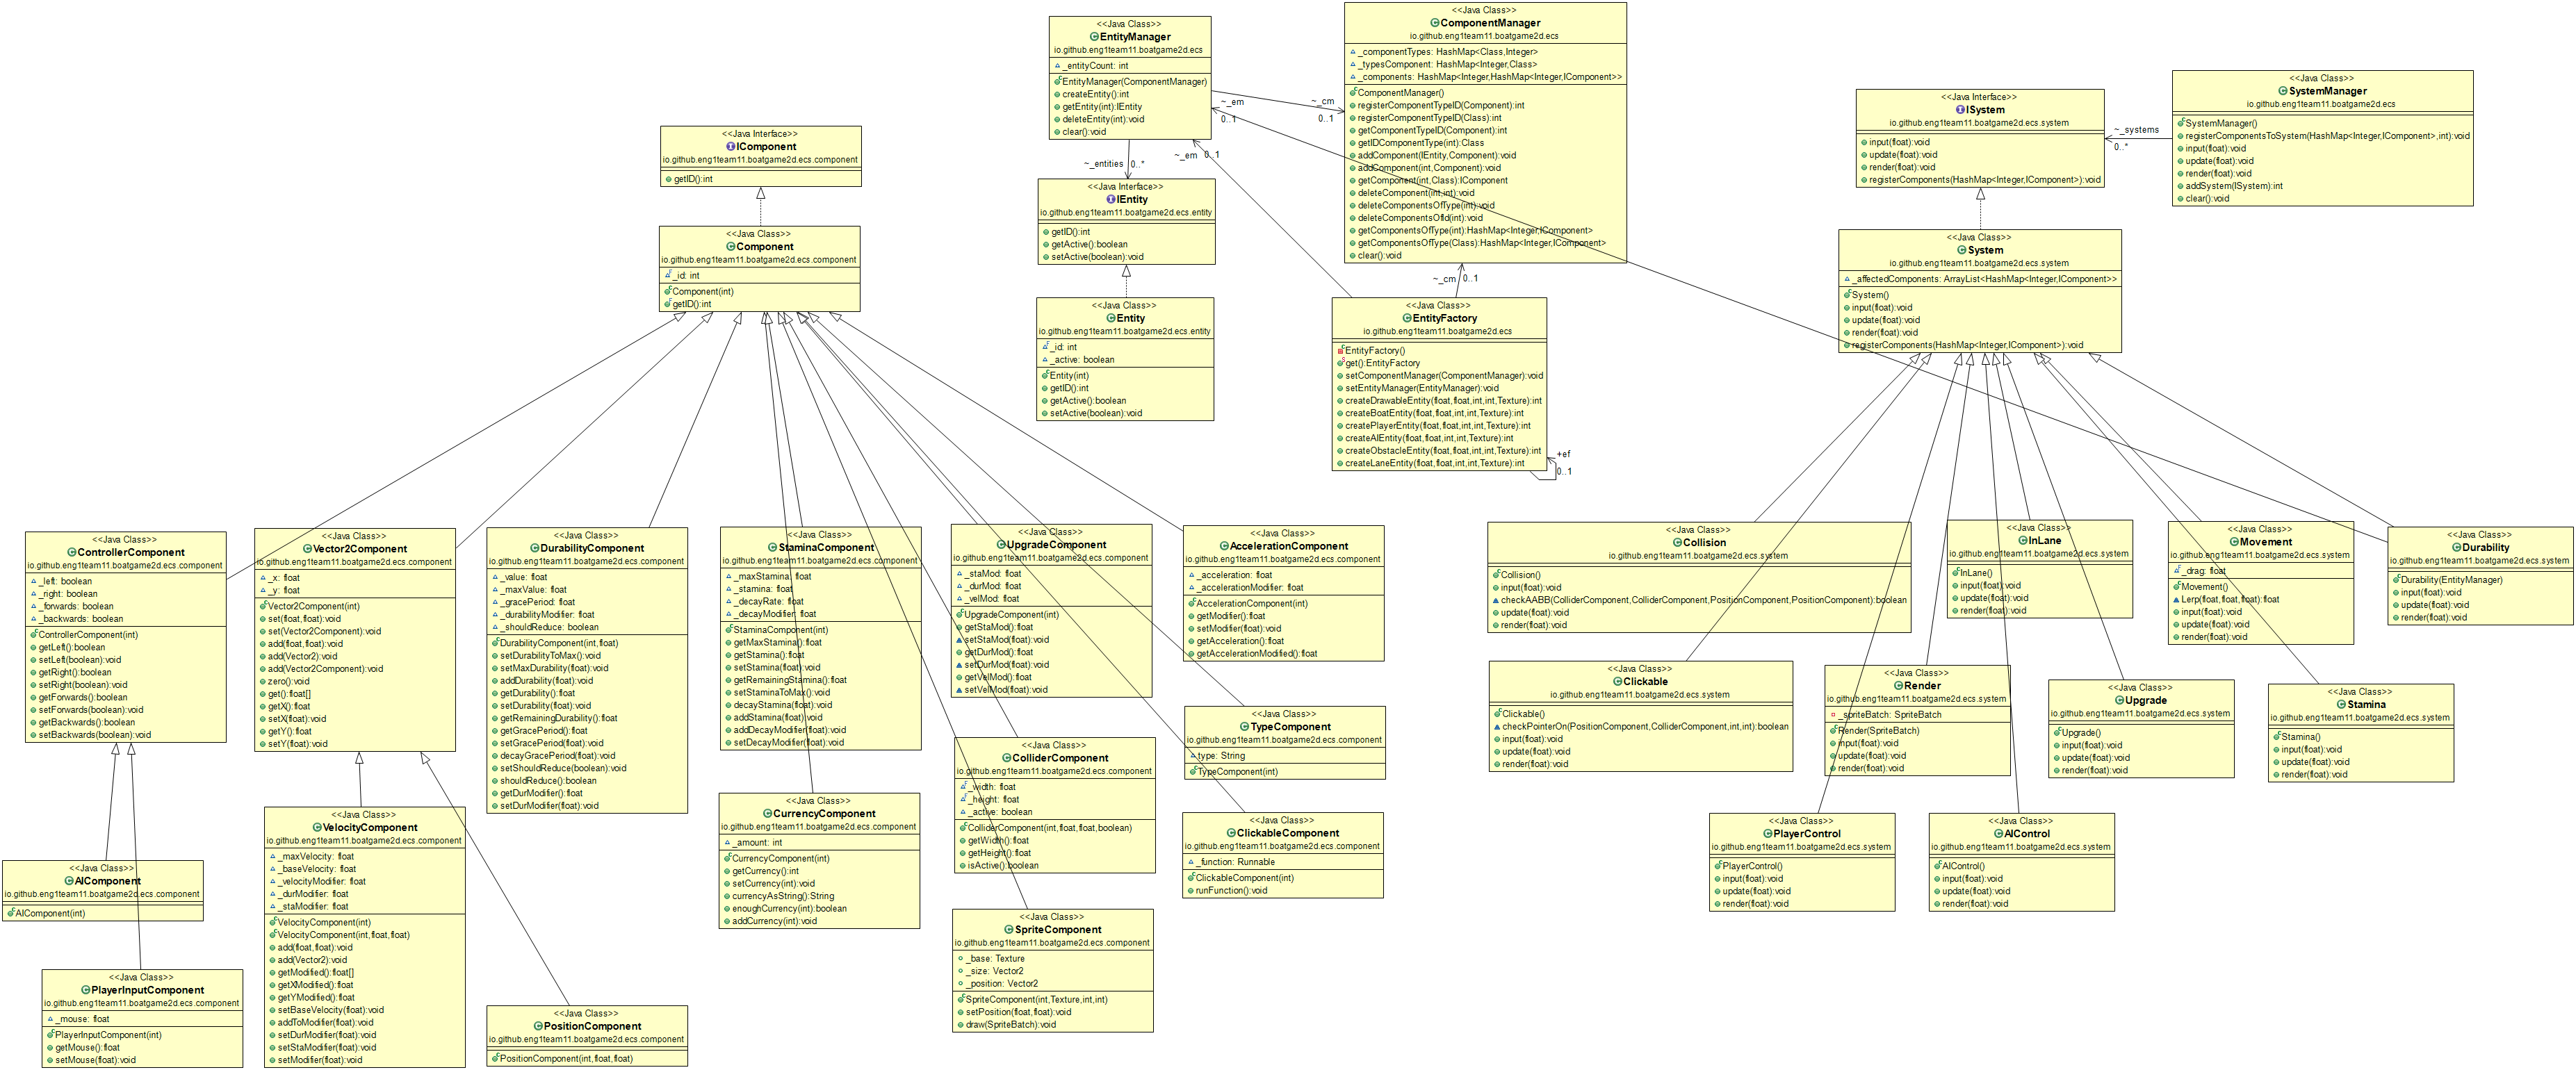 <<Java Class>>
EntityManager
io.github.eng1team11.boatgame2d.ecs
_entityCount: int
EntityManager(ComponentManager)
createEntity():int
getEntity(int):IEntity
deleteEntity(int):void
clear():void
<<Java Class>>
ComponentManager
io.github.eng1team11.boatgame2d.ecs
_componentTypes: HashMap<Class,Integer>
_typesComponent: HashMap<Integer,Class>
_components: HashMap<Integer,HashMap<Integer,IComponent>>
ComponentManager()
registerComponentTypeID(Component):int
registerComponentTypeID(Class):int
getComponentTypeID(Component):int
getIDComponentType(int):Class
addComponent(IEntity,Component):void
addComponent(int,Component):void
getComponent(int,Class):IComponent
deleteComponent(int,int):void
deleteComponentsOfType(int):void
deleteComponentsOfId(int):void
getComponentsOfType(int):HashMap<Integer,IComponent>
getComponentsOfType(Class):HashMap<Integer,IComponent>
clear():void
~_em
0..1
~_cm
0..1
~_entities
0..*
~_em
0..1
~_cm
0..1
<<Java Interface>>
ISystem
io.github.eng1team11.boatgame2d.ecs.system
input(float):void
update(float):void
render(float):void
registerComponents(HashMap<Integer,IComponent>):void
~_systems
0..*
<<Java Class>>
SystemManager
io.github.eng1team11.boatgame2d.ecs
SystemManager()
registerComponentsToSystem(HashMap<Integer,IComponent>,int):void
input(float):void
update(float):void
render(float):void
addSystem(ISystem):int
clear():void
<<Java Interface>>
IComponent
io.github.eng1team11.boatgame2d.ecs.component
getID():int
<<Java Interface>>
IEntity
io.github.eng1team11.boatgame2d.ecs.entity
getID():int
getActive():boolean
setActive(boolean):void
<<Java Class>>
Component
io.github.eng1team11.boatgame2d.ecs.component
_id: int
Component(int)
getID():int
<<Java Class>>
System
io.github.eng1team11.boatgame2d.ecs.system
_affectedComponents: ArrayList<HashMap<Integer,IComponent>>
System()
input(float):void
update(float):void
render(float):void
registerComponents(HashMap<Integer,IComponent>):void
<<Java Class>>
Entity
io.github.eng1team11.boatgame2d.ecs.entity
_id: int
_active: boolean
Entity(int)
getID():int
getActive():boolean
setActive(boolean):void
<<Java Class>>
EntityFactory
io.github.eng1team11.boatgame2d.ecs
EntityFactory()
get():EntityFactory
setComponentManager(ComponentManager):void
setEntityManager(EntityManager):void
createDrawableEntity(float,float,int,int,Texture):int
createBoatEntity(float,float,int,int,Texture):int
createPlayerEntity(float,float,int,int,Texture):int
createAIEntity(float,float,int,int,Texture):int
createObstacleEntity(float,float,int,int,Texture):int
createLaneEntity(float,float,int,int,Texture):int
+ef
0..1
<<Java Class>>
ControllerComponent
io.github.eng1team11.boatgame2d.ecs.component
_left: boolean
_right: boolean
_forwards: boolean
_backwards: boolean
ControllerComponent(int)
getLeft():boolean
setLeft(boolean):void
getRight():boolean
setRight(boolean):void
getForwards():boolean
setForwards(boolean):void
getBackwards():boolean
setBackwards(boolean):void
<<Java Class>>
Vector2Component
io.github.eng1team11.boatgame2d.ecs.component
_x: float
_y: float
Vector2Component(int)
set(float,float):void
set(Vector2Component):void
add(float,float):void
add(Vector2):void
add(Vector2Component):void
zero():void
get():float[]
getX():float
setX(float):void
getY():float
setY(float):void
<<Java Class>>
DurabilityComponent
io.github.eng1team11.boatgame2d.ecs.component
_value: float
_maxValue: float
_gracePeriod: float
_durabilityModifier: float
_shouldReduce: boolean
DurabilityComponent(int,float)
setDurabilityToMax():void
setMaxDurability(float):void
addDurability(float):void
getDurability():float
setDurability(float):void
getRemainingDurability():float
getGracePeriod():float
setGracePeriod(float):void
decayGracePeriod(float):void
setShouldReduce(boolean):void
shouldReduce():boolean
getDurModifier():float
setDurModifier(float):void
<<Java Class>>
StaminaComponent
io.github.eng1team11.boatgame2d.ecs.component
_maxStamina: float
_stamina: float
_decayRate: float
_decayModifier: float
StaminaComponent(int)
getMaxStamina():float
getStamina():float
setStamina(float):void
getRemainingStamina():float
setStaminaToMax():void
decayStamina(float):void
addStamina(float):void
addDecayModifier(float):void
setDecayModifier(float):void
<<Java Class>>
UpgradeComponent
io.github.eng1team11.boatgame2d.ecs.component
_staMod: float
_durMod: float
_velMod: float
UpgradeComponent(int)
getStaMod():float
setStaMod(float):void
getDurMod():float
setDurMod(float):void
getVelMod():float
setVelMod(float):void
<<Java Class>>
AccelerationComponent
io.github.eng1team11.boatgame2d.ecs.component
_acceleration: float
_accelerationModifier: float
AccelerationComponent(int)
getModifier():float
setModifier(float):void
getAcceleration():float
getAccelerationModified():float
<<Java Class>>
Collision
io.github.eng1team11.boatgame2d.ecs.system
Collision()
input(float):void
checkAABB(ColliderComponent,ColliderComponent,PositionComponent,PositionComponent):boolean
update(float):void
render(float):void
<<Java Class>>
InLane
io.github.eng1team11.boatgame2d.ecs.system
InLane()
input(float):void
update(float):void
render(float):void
<<Java Class>>
Movement
io.github.eng1team11.boatgame2d.ecs.system
_drag: float
Movement()
Lerp(float,float,float):float
input(float):void
update(float):void
render(float):void
<<Java Class>>
Durability
io.github.eng1team11.boatgame2d.ecs.system
Durability(EntityManager)
input(float):void
update(float):void
render(float):void
<<Java Class>>
Clickable
io.github.eng1team11.boatgame2d.ecs.system
Clickable()
checkPointerOn(PositionComponent,ColliderComponent,int,int):boolean
input(float):void
update(float):void
render(float):void
<<Java Class>>
Render
io.github.eng1team11.boatgame2d.ecs.system
_spriteBatch: SpriteBatch
Render(SpriteBatch)
input(float):void
update(float):void
render(float):void
<<Java Class>>
Upgrade
io.github.eng1team11.boatgame2d.ecs.system
Upgrade()
input(float):void
update(float):void
render(float):void
<<Java Class>>
Stamina
io.github.eng1team11.boatgame2d.ecs.system
Stamina()
input(float):void
update(float):void
render(float):void
<<Java Class>>
TypeComponent
io.github.eng1team11.boatgame2d.ecs.component
type: String
TypeComponent(int)
<<Java Class>>
ColliderComponent
io.github.eng1team11.boatgame2d.ecs.component
_width: float
_height: float
_active: boolean
ColliderComponent(int,float,float,boolean)
getWidth():float
getHeight():float
isActive():boolean
<<Java Class>>
CurrencyComponent
io.github.eng1team11.boatgame2d.ecs.component
_amount: int
CurrencyComponent(int)
getCurrency():int
setCurrency(int):void
currencyAsString():String
enoughCurrency(int):boolean
addCurrency(int):void
<<Java Class>>
VelocityComponent
io.github.eng1team11.boatgame2d.ecs.component
_maxVelocity: float
_baseVelocity: float
_velocityModifier: float
_durModifier: float
_staModifier: float
VelocityComponent(int)
VelocityComponent(int,float,float)
add(float,float):void
add(Vector2):void
getModified():float[]
getXModified():float
getYModified():float
setBaseVelocity(float):void
addToModifier(float):void
setDurModifier(float):void
setStaModifier(float):void
setModifier(float):void
<<Java Class>>
ClickableComponent
io.github.eng1team11.boatgame2d.ecs.component
_function: Runnable
ClickableComponent(int)
runFunction():void
<<Java Class>>
PlayerControl
io.github.eng1team11.boatgame2d.ecs.system
PlayerControl()
input(float):void
update(float):void
render(float):void
<<Java Class>>
AIControl
io.github.eng1team11.boatgame2d.ecs.system
AIControl()
input(float):void
update(float):void
render(float):void
<<Java Class>>
AIComponent
io.github.eng1team11.boatgame2d.ecs.component
AIComponent(int)
<<Java Class>>
SpriteComponent
io.github.eng1team11.boatgame2d.ecs.component
_base: Texture
_size: Vector2
_position: Vector2
SpriteComponent(int,Texture,int,int)
setPosition(float,float):void
draw(SpriteBatch):void
<<Java Class>>
PlayerInputComponent
io.github.eng1team11.boatgame2d.ecs.component
_mouse: float
PlayerInputComponent(int)
getMouse():float
setMouse(float):void
<<Java Class>>
PositionComponent
io.github.eng1team11.boatgame2d.ecs.component
PositionComponent(int,float,float)